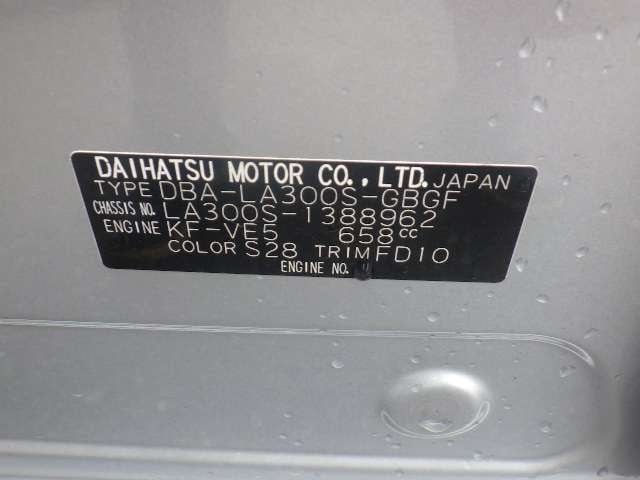 DAIHATSU MOTOR CO., LTD. JAPAN
TYPE DBA-LA300S-GBGF
CHASSIS NO. LA300S-1388962
ENGINE KF-VE5 658cc
COLOR S28 TRIM FD10
ENGINE NO.